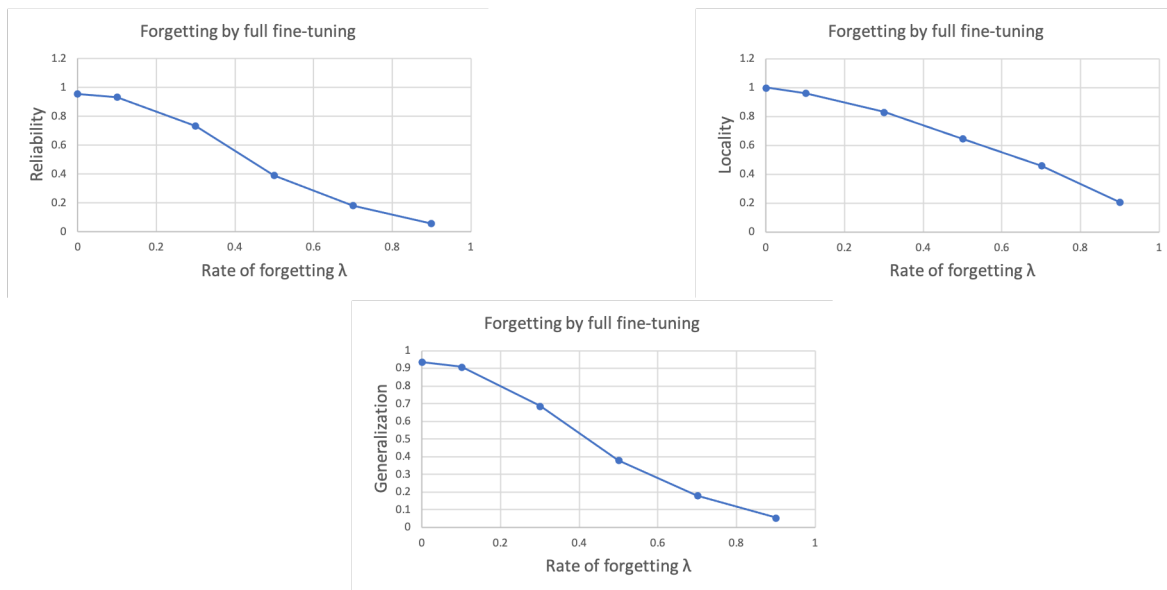 Forgetting by full fine-tuning
1.2
1
0.8
0.6
0.4
0.2
0
Reliability
0 0.2 0.4 0.6 0.8 1
Rate of forgetting λ
Forgetting by full fine-tuning
1.2
1
0.8
0.6
0.4
0.2
0
Locality
0 0.2 0.4 0.6 0.8 1
Rate of forgetting λ
Forgetting by full fine-tuning
1
0.9
0.8
0.7
0.6
0.5
0.4
0.3
0.2
0.1
0
Generalization
0 0.2 0.4 0.6 0.8 1
Rate of forgetting λ